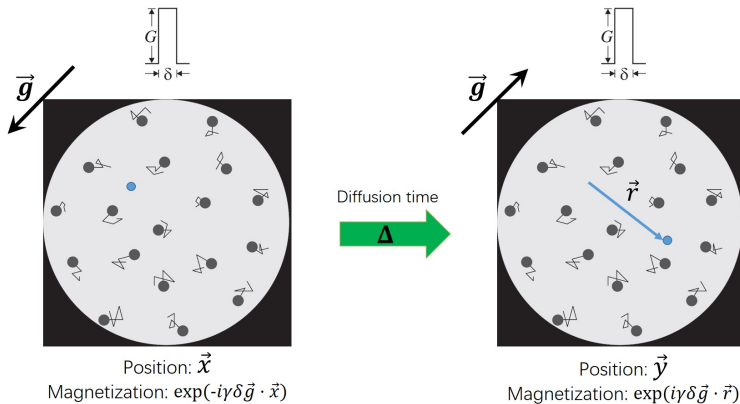 G
δ
G
δ
g⃗
g⃗
Diffusion time
Δ
r⃗
Position: x⃗
Magnetization: exp(-iγδg⃗ · x⃗)
Position: y⃗
Magnetization: exp(iγδg⃗ · r⃗)